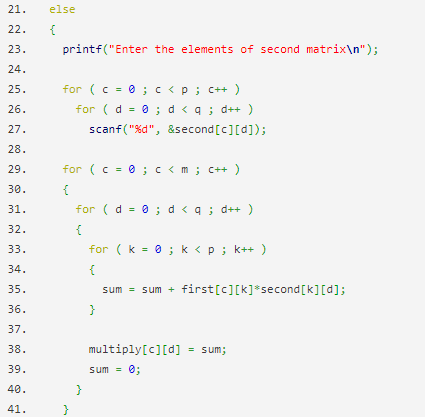 21. else
22. {
23.   printf("Enter the elements of second matrix\n");
24.
25.   for ( c = 0 ; c < p ; c++ )
26.     for ( d = 0 ; d < q ; d++ )
27.       scanf("%d", &second[c][d]);
28.
29.   for ( c = 0 ; c < m ; c++ )
30.   {
31.     for ( d = 0 ; d < q ; d++ )
32.     {
33.       for ( k = 0 ; k < p ; k++ )
34.       {
35.         sum = sum + first[c][k]*second[k][d];
36.       }
37.
38.       multiply[c][d] = sum;
39.       sum = 0;
40.     }
41.   }